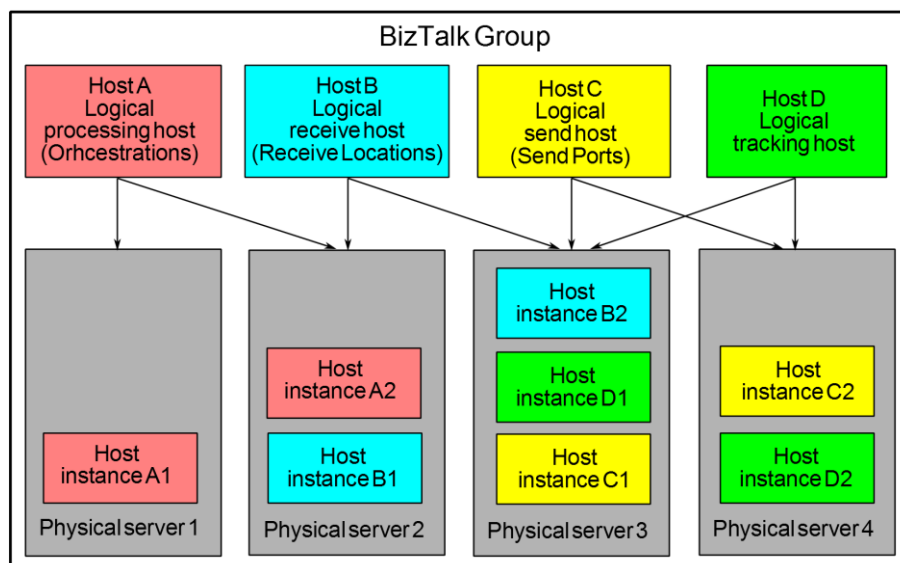 BizTalk Group
Host A
Logical
processing host
(Orhcestrations)
Host B
Logical
receive host
(Receive Locations)
Host C
Logical
send host
(Send Ports)
Host D
Logical
tracking host
Host
instance A1
Physical server 1
Host
instance A2
Host
instance B1
Physical server 2
Host
instance B2
Host
instance D1
Host
instance C1
Physical server 3
Host
instance C2
Host
instance D2
Physical server 4